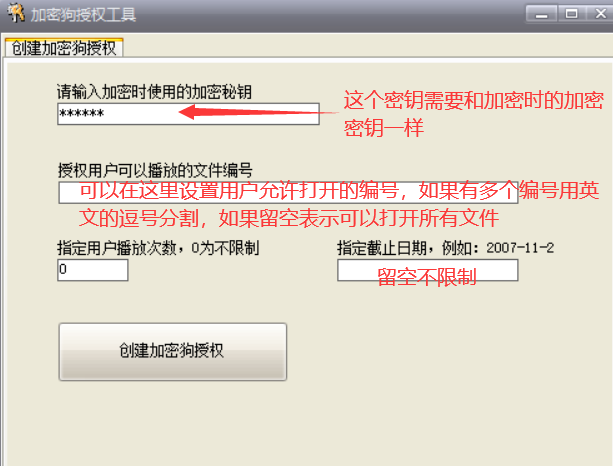 加密狗授权工具
创建加密狗授权
请输入加密时使用的加密秘钥
******
这个密钥需要和加密时的加密
密钥一样
授权用户可以播放的文件编号
可以在这里设置用户允许打开的编号，如果有多个编号用英
文的逗号分割，如果留空表示可以打开所有文件
指定用户播放次数，0为不限制
指定截止日期，例如：2007-11-2
0
留空不限制
创建加密狗授权